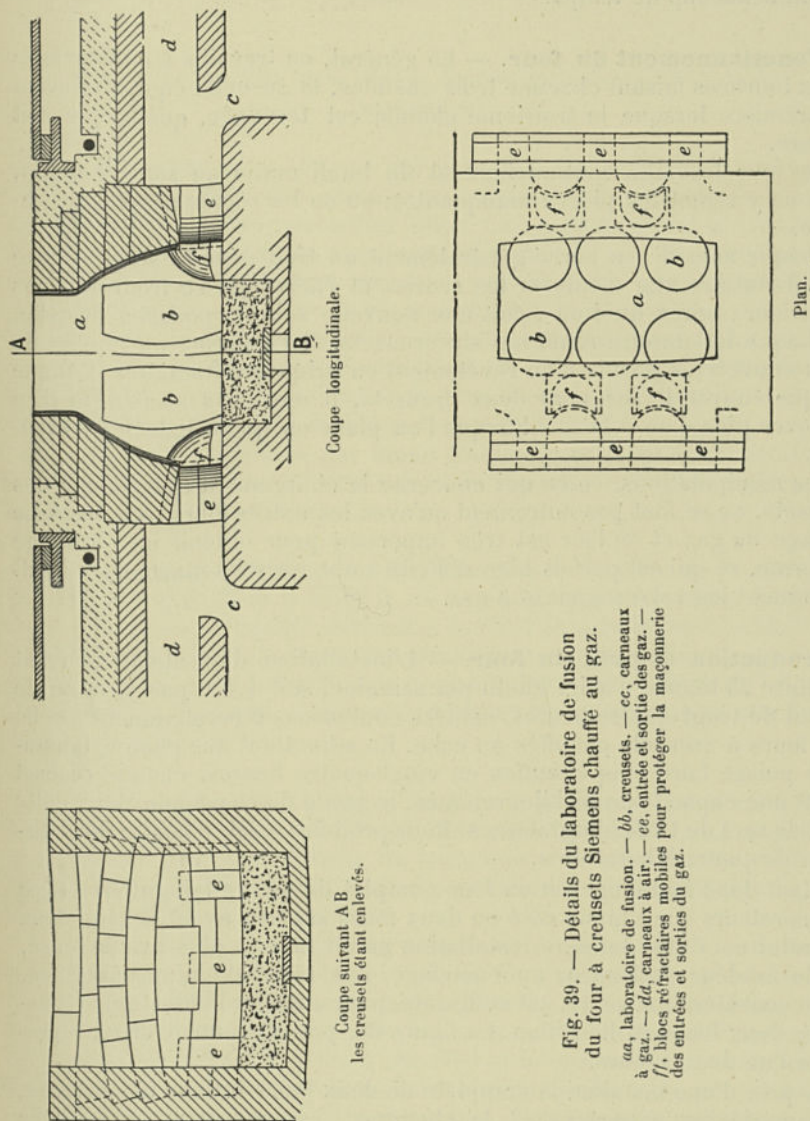 A
B
a
b
b
c
c
d
d
e
e
f
f
Coupe longitudinale.
e
e
e
Coupe suivant AB
les creusets étant enlevés.
e
e
e
e
e
e
f
f
f
f
a
b
b
Plan.
Fig. 39. — Détails du laboratoire de fusion
du four à creusets Siemens chauffé au gaz.
aa, laboratoire de fusion. — bb, creusets. — cc, carneaux
à gaz. — dd, carneaux à air. — ee, entrée et sortie des gaz. —
ff, blocs réfractaires mobiles pour protéger la maçonnerie
des entrées et sorties du gaz.